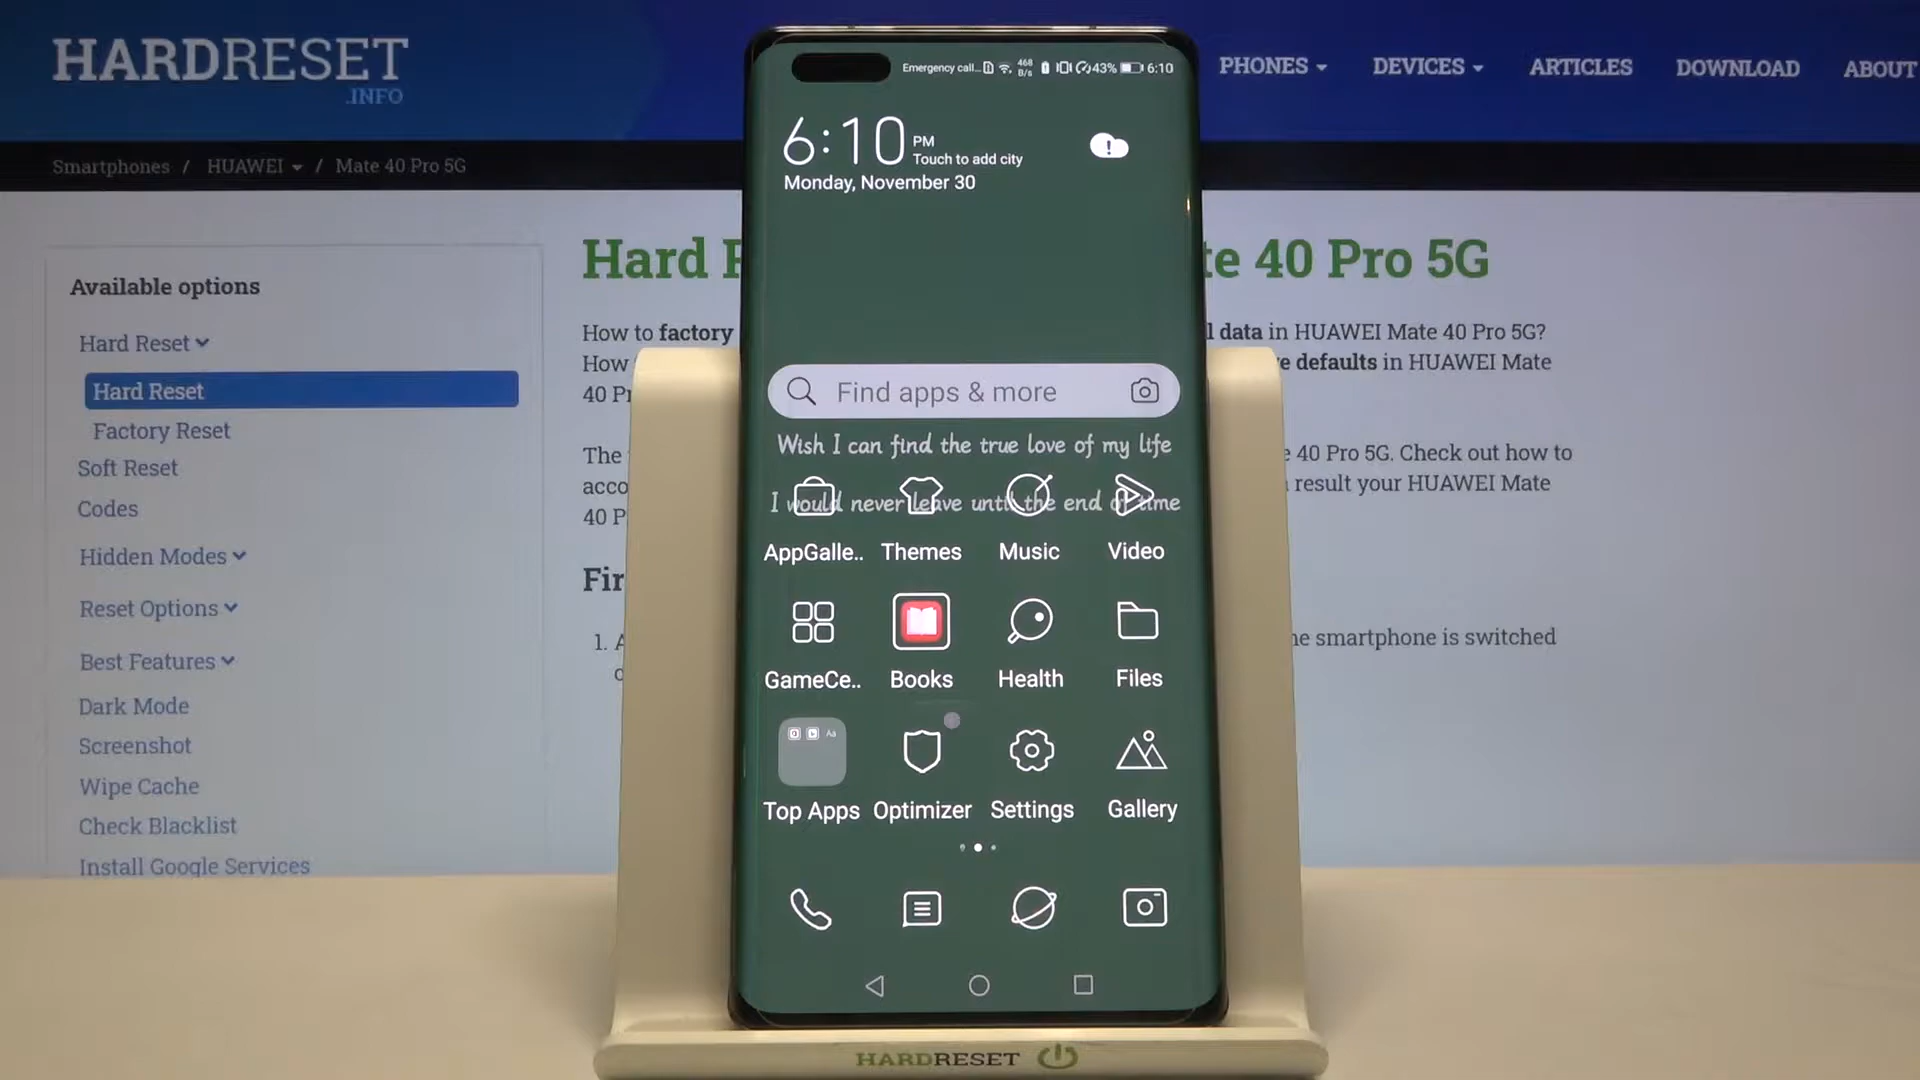 HARDRESET
.INFO
PHONES
DEVICES
ARTICLES
DOWNLOAD
ABOUT
Smartphones / HUAWEI / Mate 40 Pro 5G
Available options
Hard Reset
Hard Reset
Factory Reset
Soft Reset
Codes
Hidden Modes
Reset Options
Best Features
Dark Mode
Screenshot
Wipe Cache
Check Blacklist
Install Google Services
Hard te 40 Pro 5G
How to factory l data in HUAWEI Mate 40 Pro 5G?
How e defaults in HUAWEI Mate
40 Pr
The 40 Pro 5G. Check out how to
acco result your HUAWEI Mate
40 P
Fir
1. A he smartphone is switched
Emergency call... 468 B/s 43% 6:10
6:10 PM
Touch to add city
Monday, November 30
Find apps & more
Wish I can find the true love of my life
I would never leave until the end of time
AppGalle.. Themes Music Video
GameCe.. Books Health Files
Aa
Top Apps Optimizer Settings Gallery
HARDRESET